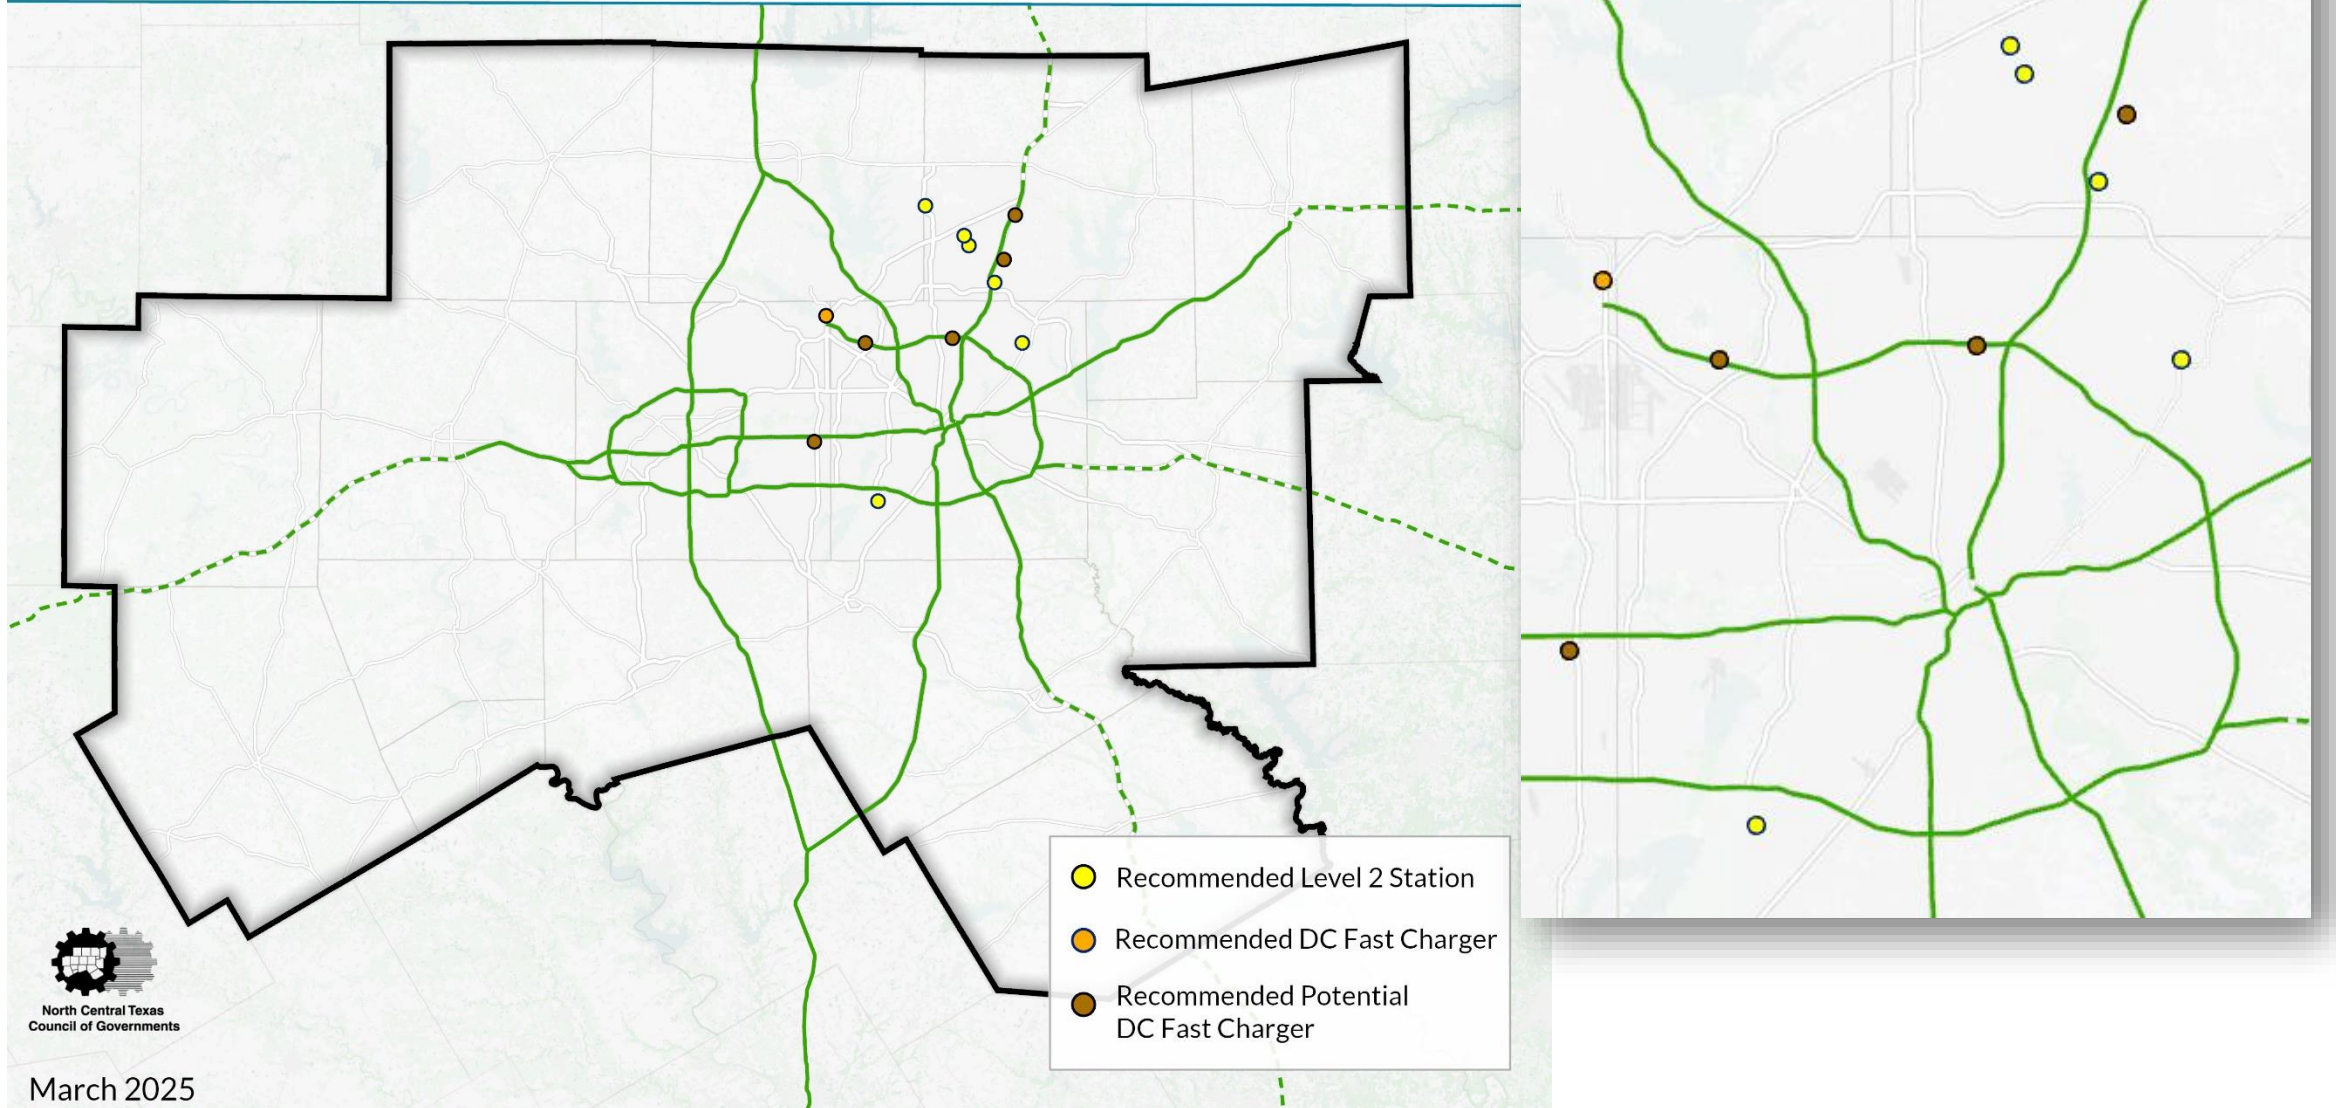 Recommended Level 2 Station
Recommended DC Fast Charger
Recommended Potential
DC Fast Charger
North Central Texas
Council of Governments
March 2025